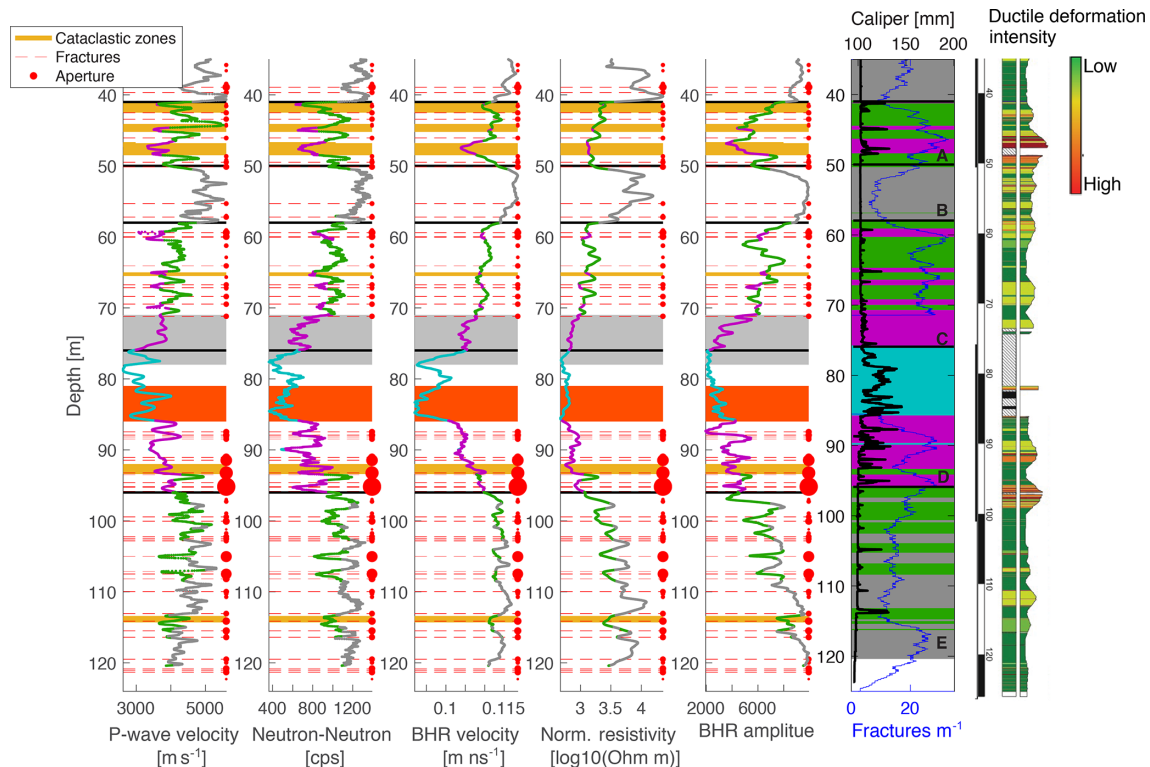 Cataclastic zones
Fractures
Aperture
Caliper [mm]
100 150 200
Ductile deformation
intensity
Low
High
Depth [m]
40
50
60
70
80
90
100
110
120
40
50
60
70
80
90
100
110
120
40
50
60
70
80
90
100
110
120
40
50
60
70
80
90
100
110
120
40
50
60
70
80
90
100
110
120
40
50
60
70
80
90
100
110
120
A
B
C
D
E
40
50
60
70
80
90
100
110
120
3000 5000
P-wave velocity
[m s-1]
400 800 1200
Neutron-Neutron
[cps]
0.1 0.115
BHR velocity
[m ns-1]
3 3.5 4
Norm. resistivity
[log10(Ohm m)]
2000 6000
BHR amplitue
0 20
Fractures m-1